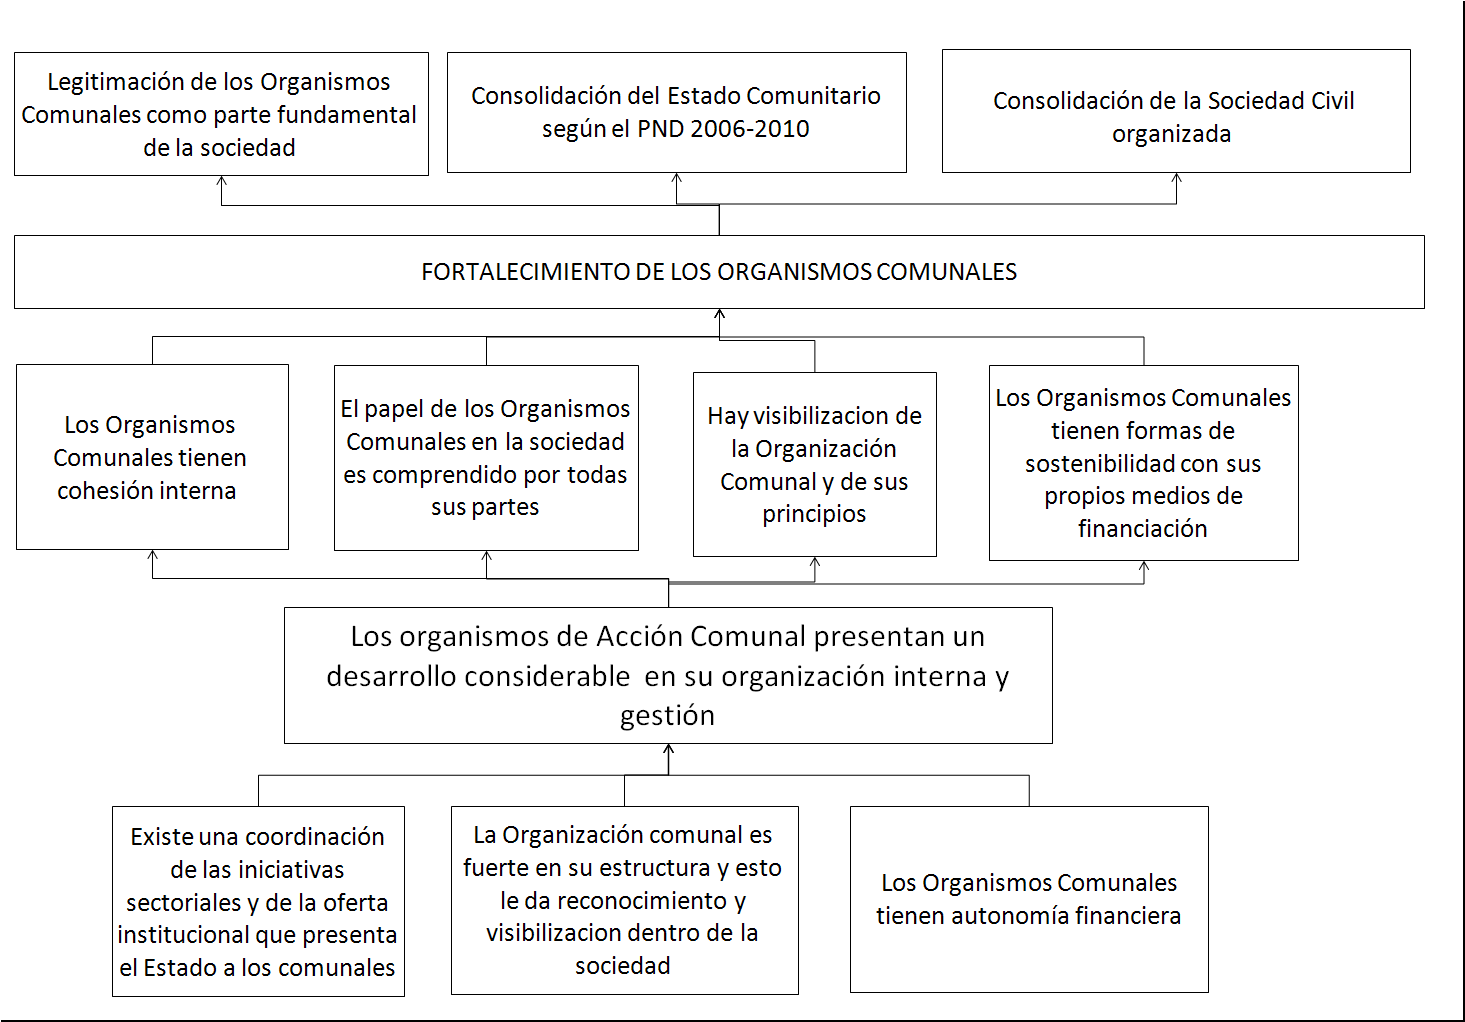 Legitimación de los Organismos
Comunales como parte fundamental
de la sociedad
Consolidación del Estado Comunitario
según el PND 2006-2010
Consolidación de la Sociedad Civil
organizada
FORTALECIMIENTO DE LOS ORGANISMOS COMUNALES
Los Organismos
Comunales tienen
cohesión interna
El papel de los Organismos
Comunales en la sociedad
es comprendido por todas
sus partes
Hay visibilizacion de
la Organización
Comunal y de sus
principios
Los Organismos Comunales
tienen formas de
sostenibilidad con sus
propios medios de
financiación
Los organismos de Acción Comunal presentan un
desarrollo considerable en su organización interna y
gestión
Existe una coordinación
de las iniciativas
sectoriales y de la oferta
institucional que presenta
el Estado a los comunales
La Organización comunal es
fuerte en su estructura y esto
le da reconocimiento y
visibilizacion dentro de la
sociedad
Los Organismos Comunales
tienen autonomía financiera